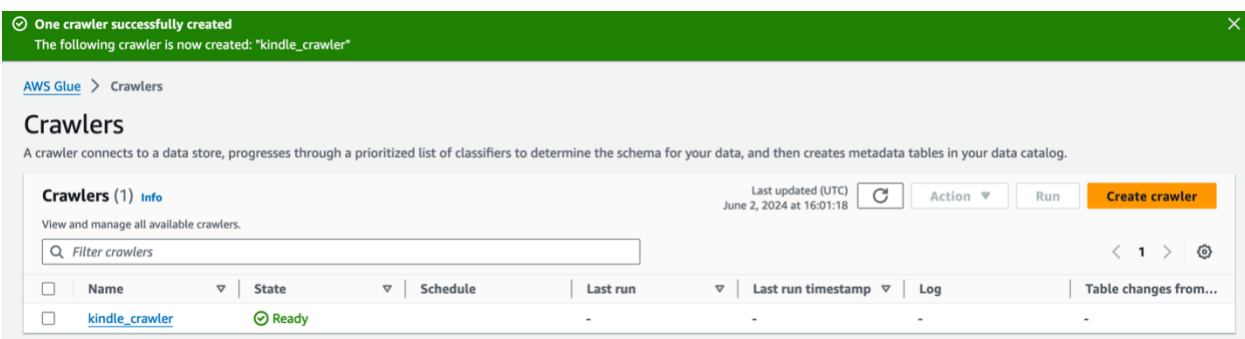 One crawler successfully created
The following crawler is now created: "kindle_crawler"
AWS Glue > Crawlers
Crawlers
A crawler connects to a data store, progresses through a prioritized list of classifiers to determine the schema for your data, and then creates metadata tables in your data catalog.
Crawlers (1) Info
Last updated (UTC)
June 2, 2024 at 16:01:18
Action
Run
Create crawler
View and manage all available crawlers.
Filter crawlers
1
Name State Schedule Last run Last run timestamp Log Table changes from...
kindle_crawler Ready - - - -